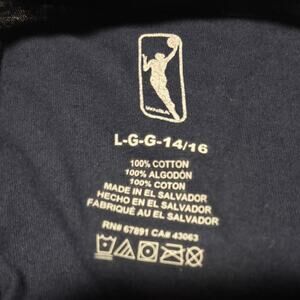 WNBA
L-G-G-14/16
100% COTTON
100% ALGODÓN
100% COTON
MADE IN EL SALVADOR
HECHO EN EL SALVADOR
FABRIQUÉ AU EL SALVADOR
RN# 67891 CA# 43063